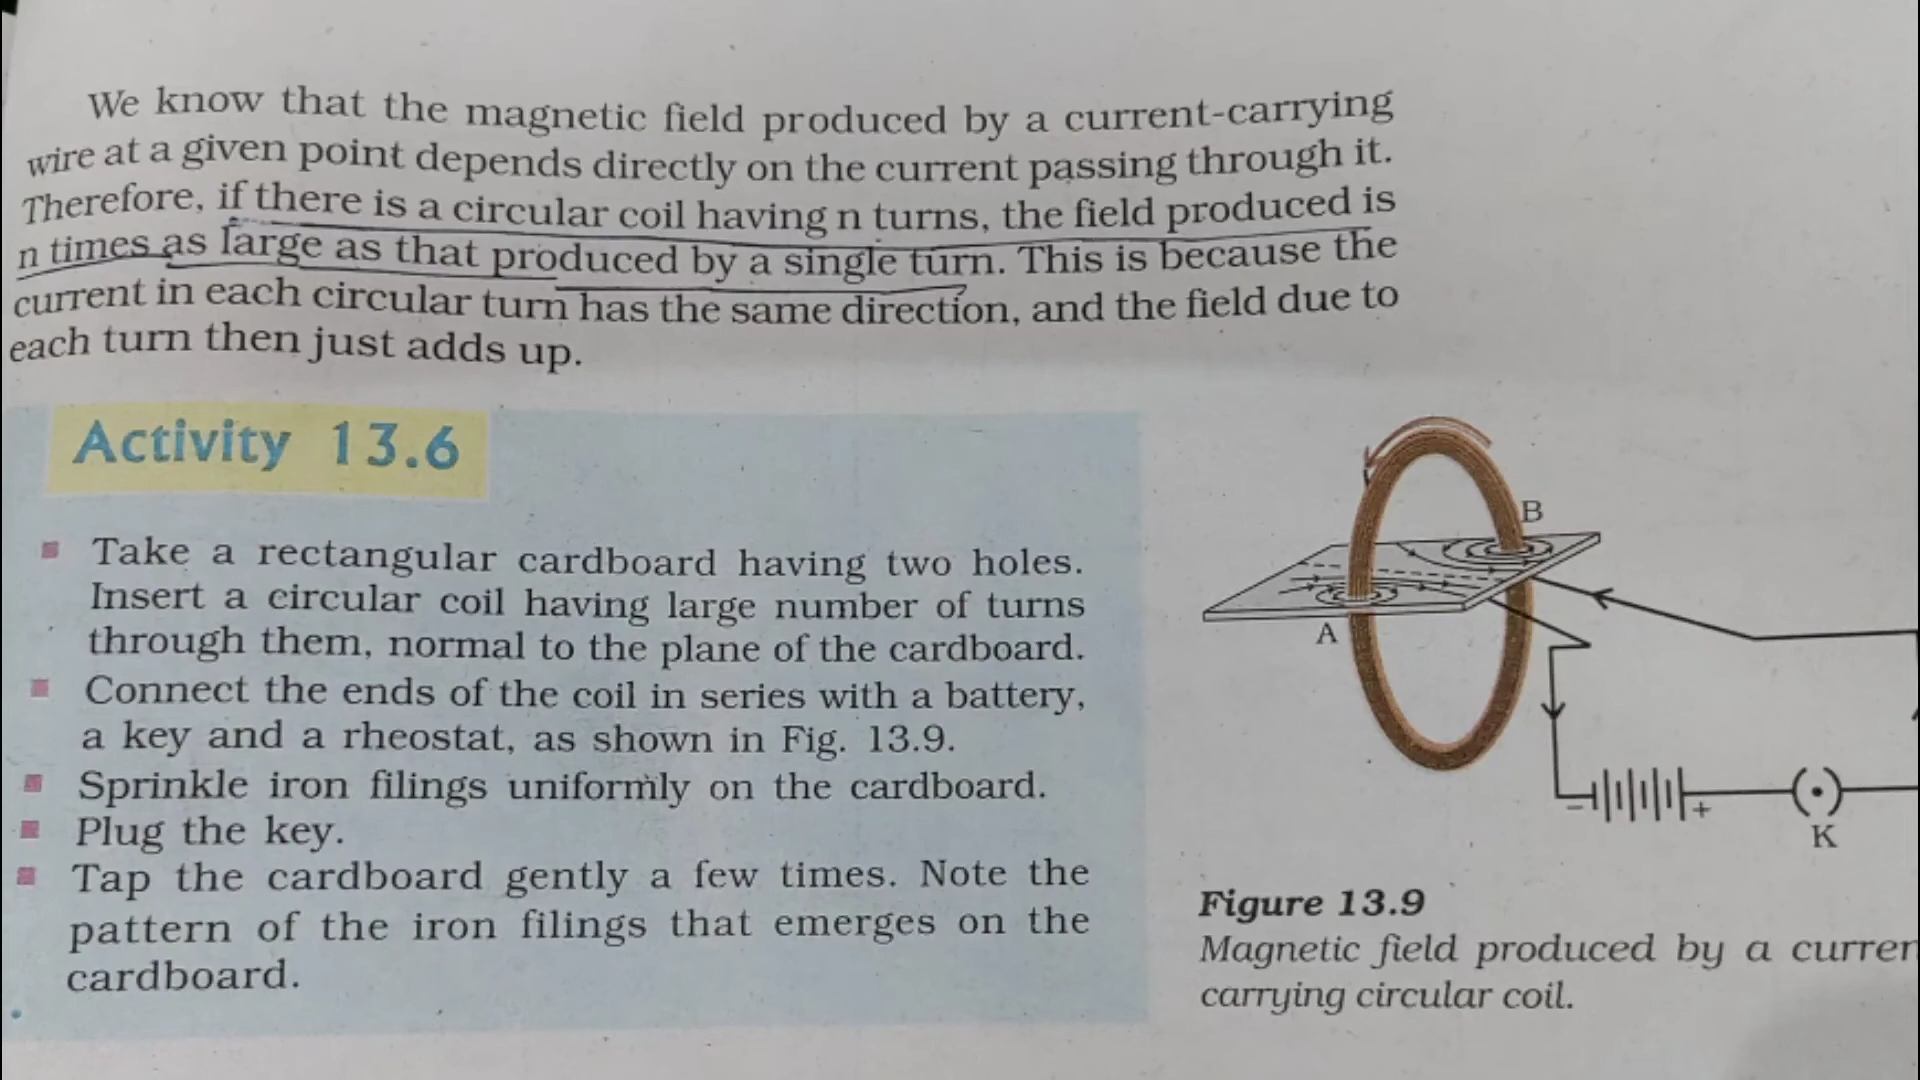 We know that the magnetic field produced by a current-carrying
wire at a given point depends directly on the current passing through it.
Therefore, if there is a circular coil having n turns, the field produced is
n times as large as that produced by a single turn. This is because the
current in each circular turn has the same direction, and the field due to
each turn then just adds up.
Activity 13.6
Take a rectangular cardboard having two holes.
Insert a circular coil having large number of turns
through them, normal to the plane of the cardboard.
Connect the ends of the coil in series with a battery,
a key and a rheostat, as shown in Fig. 13.9.
Sprinkle iron filings uniformly on the cardboard.
Plug the key.
Tap the cardboard gently a few times. Note the
pattern of the iron filings that emerges on the
cardboard.
B
A
− +
K
Figure 13.9
Magnetic field produced by a curren
carrying circular coil.